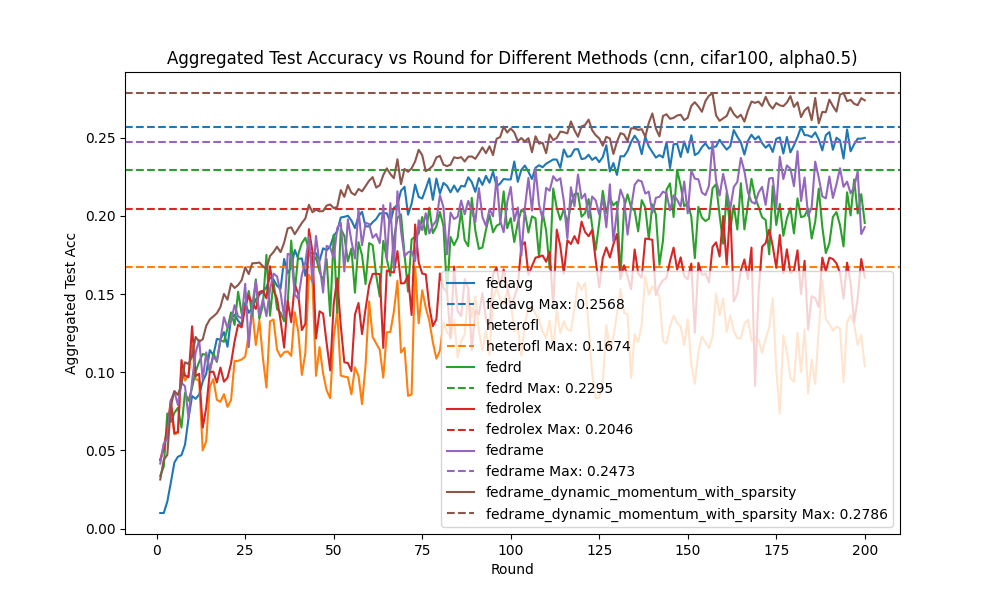 Aggregated Test Accuracy vs Round for Different Methods (cnn, cifar100, alpha0.5)
Aggregated Test Acc
0.25
0.20
0.15
0.10
0.05
0.00
fedavg
fedavg Max: 0.2568
heterofl
heterofl Max: 0.1674
fedrd
fedrd Max: 0.2295
fedrolex
fedrolex Max: 0.2046
fedrame
fedrame Max: 0.2473
fedrame_dynamic_momentum_with_sparsity
fedrame_dynamic_momentum_with_sparsity Max: 0.2786
0 25 50 75 100 125 150 175 200
Round